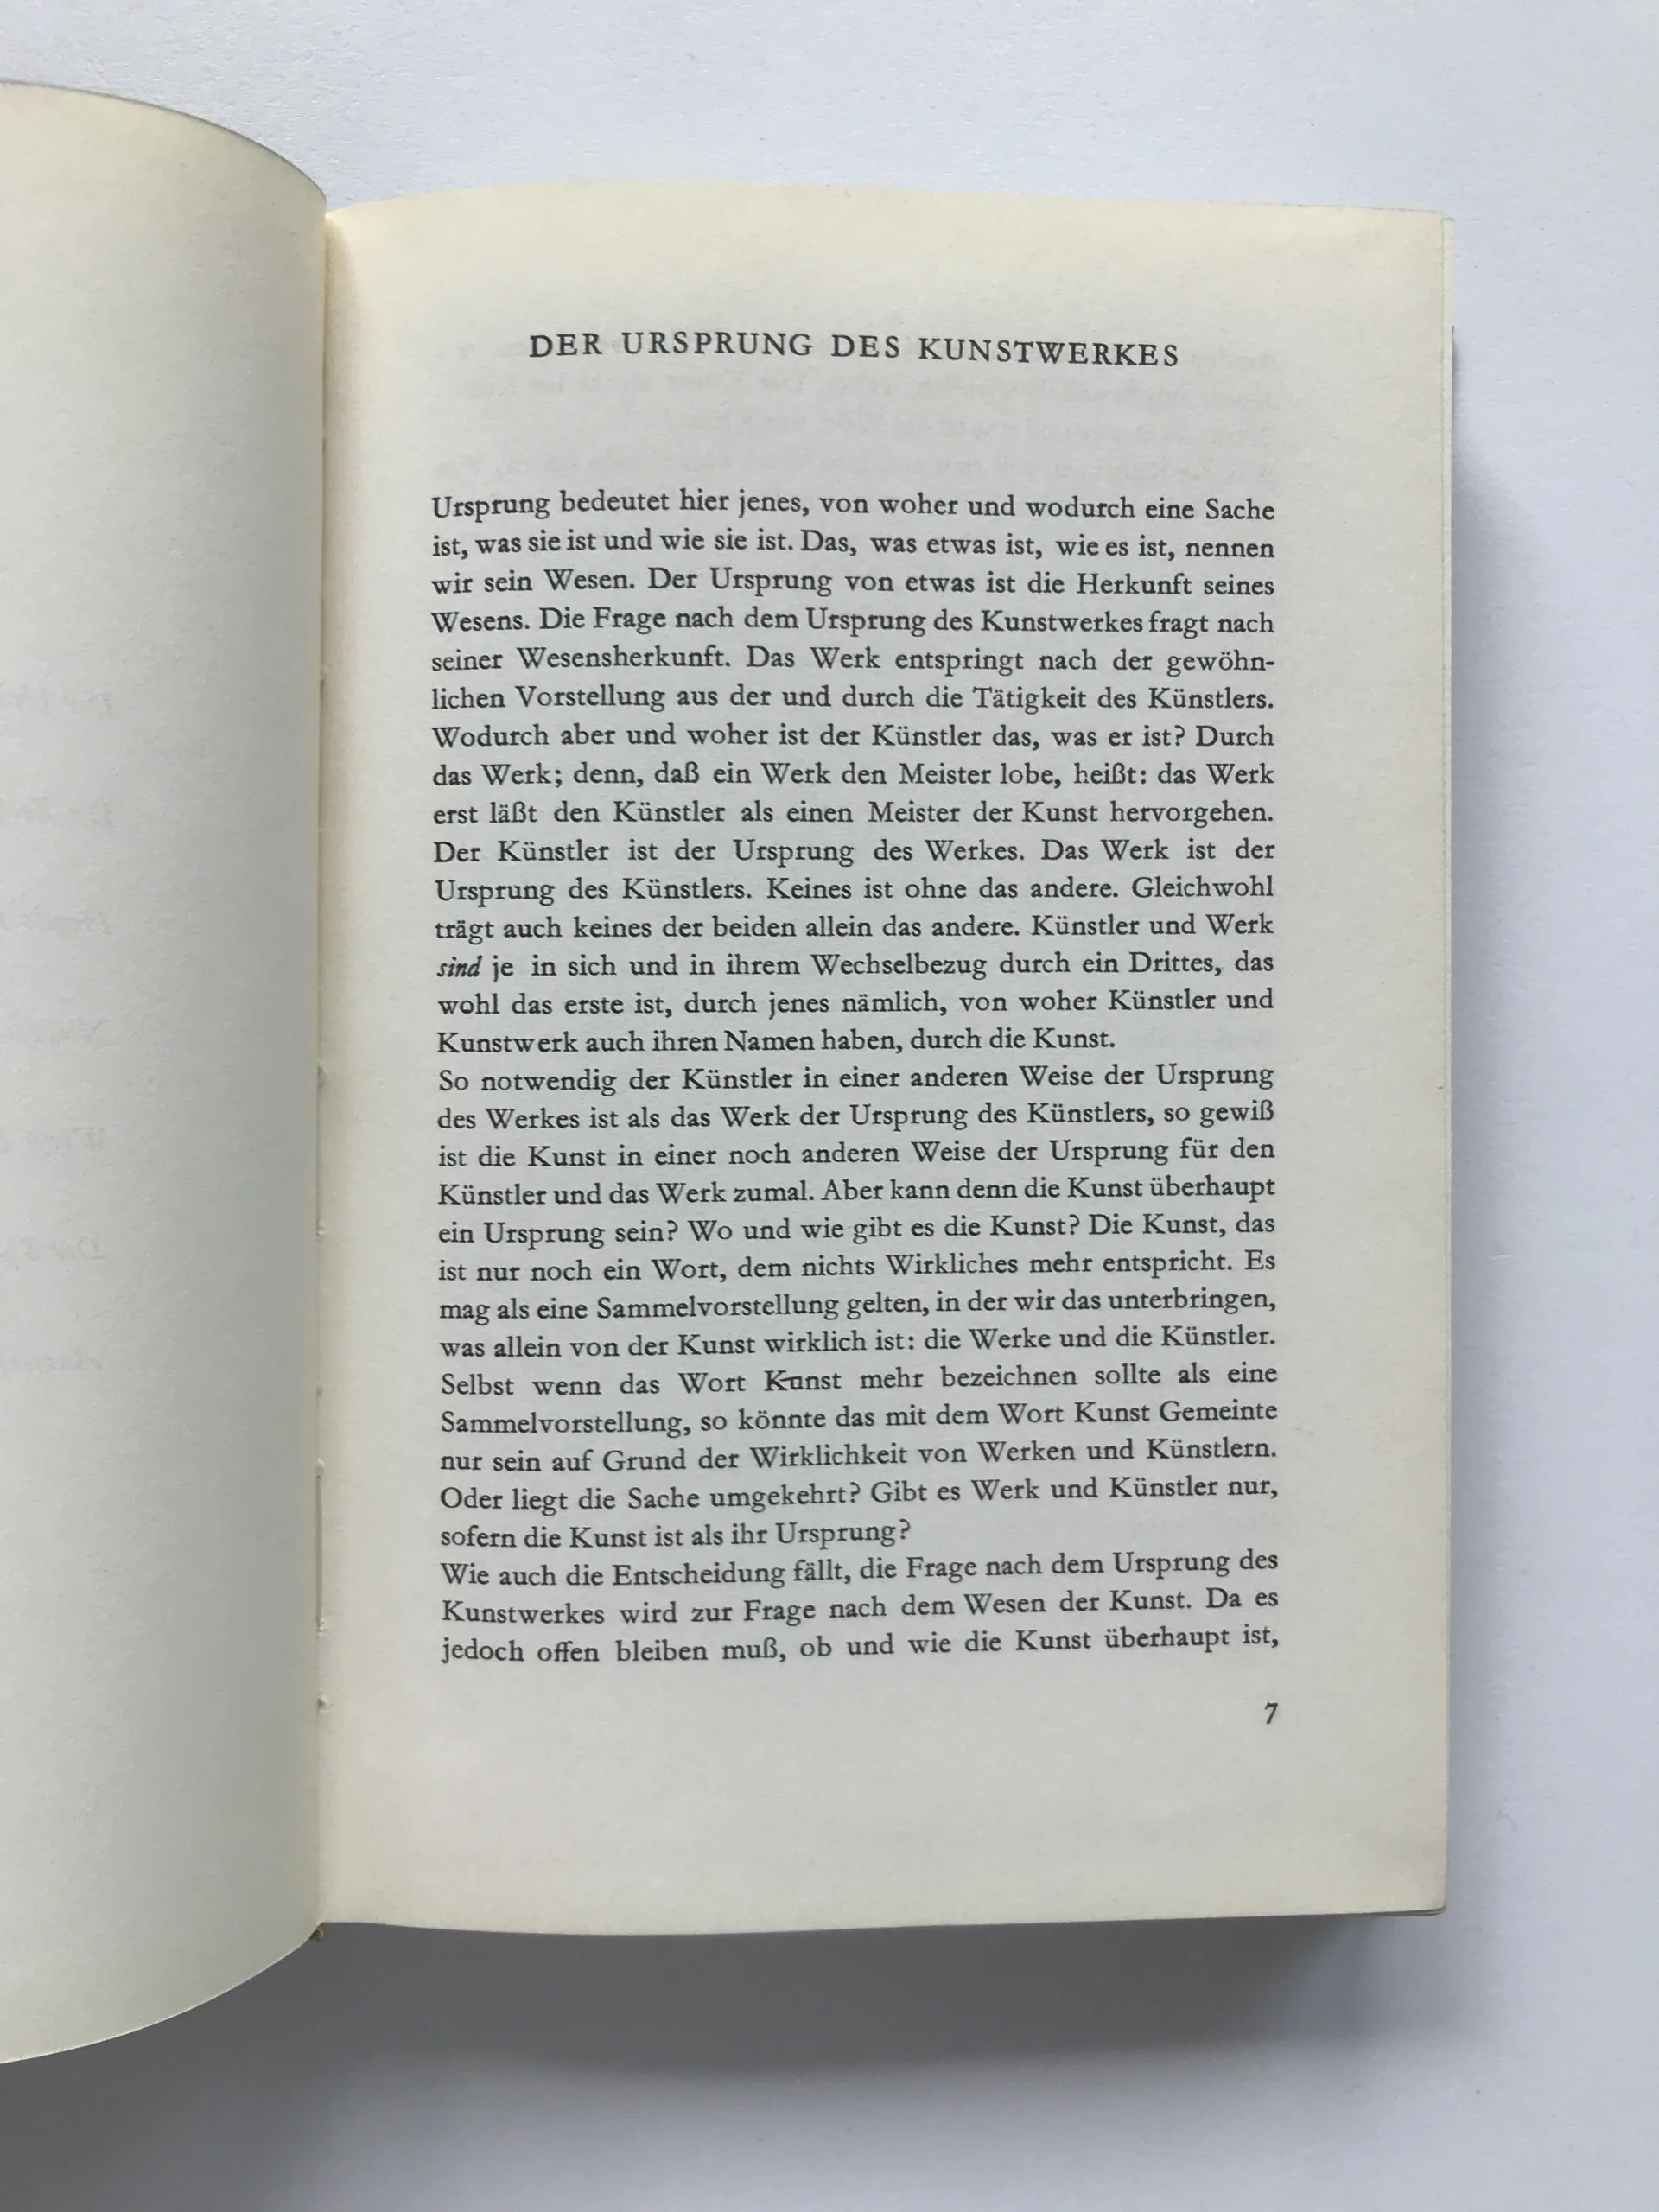 DER URSPRUNG DES KUNSTWERKES
Ursprung bedeutet hier jenes, von woher und wodurch eine Sache
ist, was sie ist und wie sie ist. Das, was etwas ist, wie es ist, nennen
wir sein Wesen. Der Ursprung von etwas ist die Herkunft seines
Wesens. Die Frage nach dem Ursprung des Kunstwerkes fragt nach
seiner Wesensherkunft. Das Werk entspringt nach der gewöhn-
lichen Vorstellung aus der und durch die Tätigkeit des Künstlers.
Wodurch aber und woher ist der Künstler das, was er ist? Durch
das Werk; denn, daß ein Werk den Meister lobe, heißt: das Werk
erst läßt den Künstler als einen Meister der Kunst hervorgehen.
Der Künstler ist der Ursprung des Werkes. Das Werk ist der
Ursprung des Künstlers. Keines ist ohne das andere. Gleichwohl
trägt auch keines der beiden allein das andere. Künstler und Werk
sind je in sich und in ihrem Wechselbezug durch ein Drittes, das
wohl das erste ist, durch jenes nämlich, von woher Künstler und
Kunstwerk auch ihren Namen haben, durch die Kunst.
So notwendig der Künstler in einer anderen Weise der Ursprung
des Werkes ist als das Werk der Ursprung des Künstlers, so gewiß
ist die Kunst in einer noch anderen Weise der Ursprung für den
Künstler und das Werk zumal. Aber kann denn die Kunst überhaupt
ein Ursprung sein? Wo und wie gibt es die Kunst? Die Kunst, das
ist nur noch ein Wort, dem nichts Wirkliches mehr entspricht. Es
mag als eine Sammelvorstellung gelten, in der wir das unterbringen,
was allein von der Kunst wirklich ist: die Werke und die Künstler.
Selbst wenn das Wort Kunst mehr bezeichnen sollte als eine
Sammelvorstellung, so könnte das mit dem Wort Kunst Gemeinte
nur sein auf Grund der Wirklichkeit von Werken und Künstlern.
Oder liegt die Sache umgekehrt? Gibt es Werk und Künstler nur,
sofern die Kunst ist als ihr Ursprung?
Wie auch die Entscheidung fällt, die Frage nach dem Ursprung des
Kunstwerkes wird zur Frage nach dem Wesen der Kunst. Da es
jedoch offen bleiben muß, ob und wie die Kunst überhaupt ist,
7